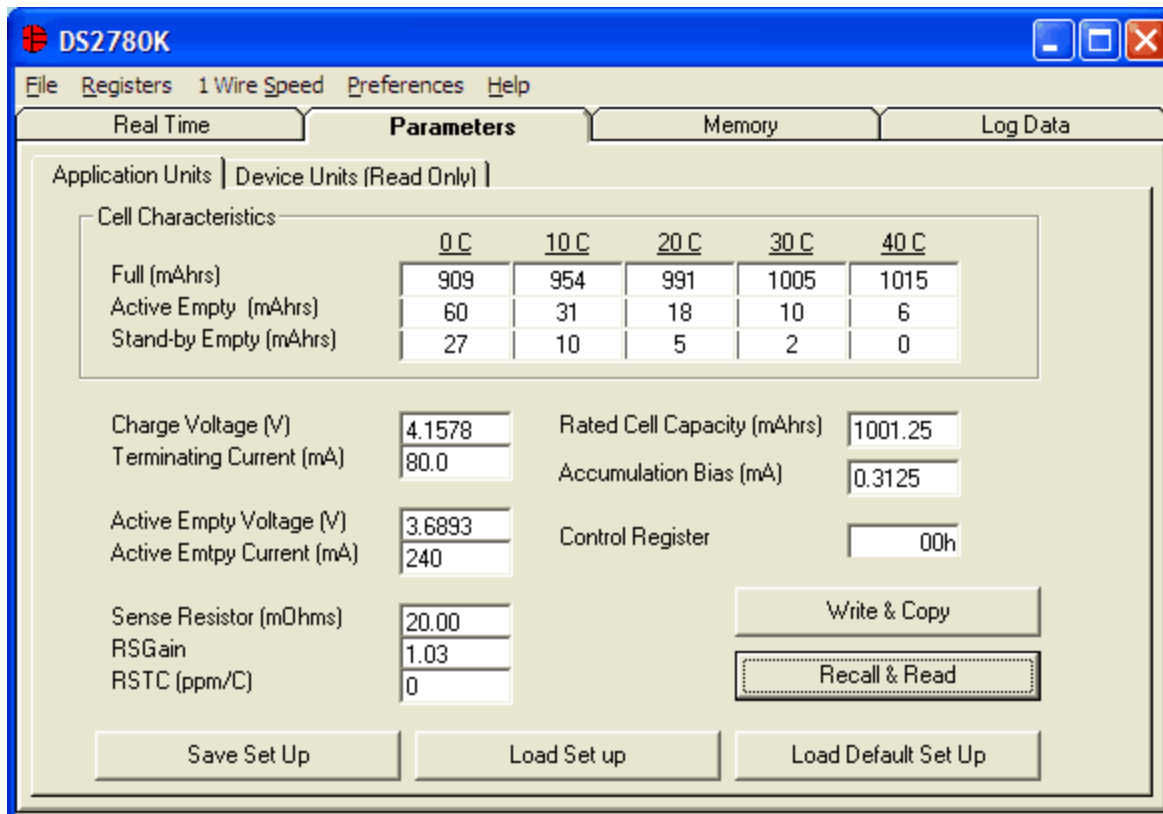 DS2780K
File Registers 1 Wire Speed Preferences Help
Real Time Parameters Memory Log Data
Application Units Device Units (Read Only)
Cell Characteristics
0 C 10 C 20 C 30 C 40 C
Full (mAhrs) 909 954 991 1005 1015
Active Empty (mAhrs) 60 31 18 10 6
Stand-by Empty (mAhrs) 27 10 5 2 0
Charge Voltage (V) 4.1578 Rated Cell Capacity (mAhrs) 1001.25
Terminating Current (mA) 80.0 Accumulation Bias (mA) 0.3125
Active Empty Voltage (V) 3.6893 Control Register 00h
Active Emtpy Current (mA) 240
Sense Resistor (mOhms) 20.00 Write & Copy
RSGain 1.03
RSTC (ppm/C) 0 Recall & Read
Save Set Up Load Set up Load Default Set Up